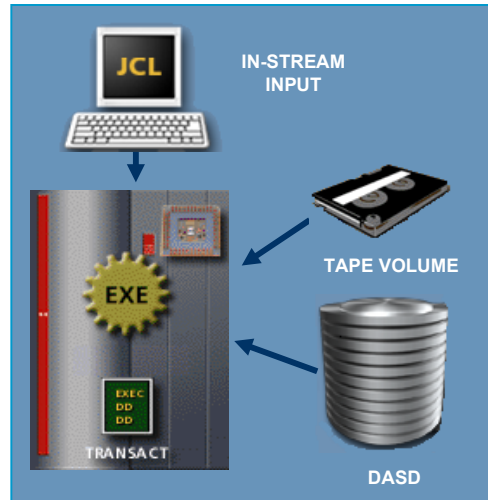 JCL
IN-STREAM
INPUT
EXE
TAPE VOLUME
EXEC
DD
DD
TRANSACT
DASD